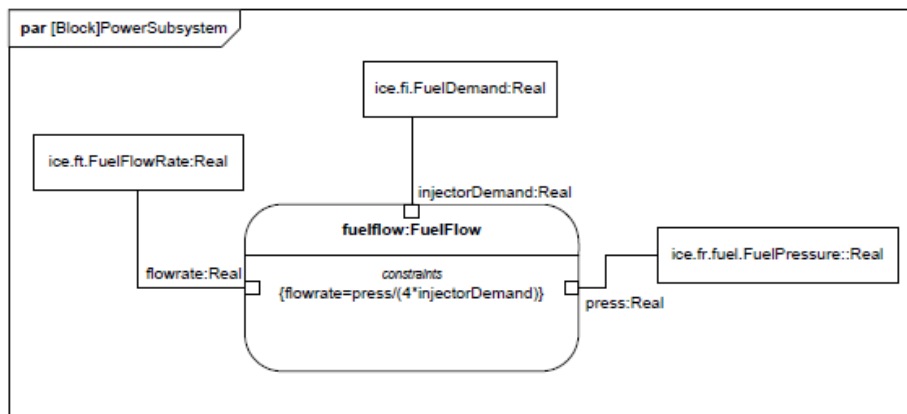 par [Block]PowerSubsystem
ice.fi.FuelDemand:Real
ice.ft.FuelFlowRate:Real
injectorDemand:Real
fuelflow:FuelFlow
ice.fr.fuel.FuelPressure::Real
flowrate:Real
constraints
{flowrate=press/(4*injectorDemand)}
press:Real